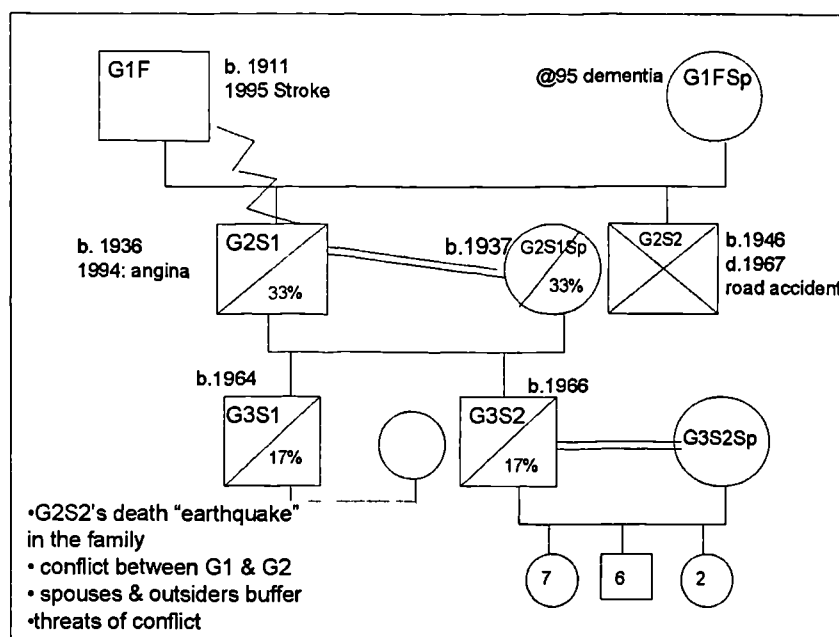 G1F
b. 1911
1995 Stroke
@95 dementia
G1FSp
b. 1936
1994: angina
G2S1
33%
b.1937
G2S1Sp
33%
G2S2
b.1946
d.1967
road accident
b.1964
G3S1
17%
b.1966
G3S2
17%
G3S2Sp
•G2S2's death "earthquake"
in the family
• conflict between G1 & G2
• spouses & outsiders buffer
•threats of conflict
7
6
2